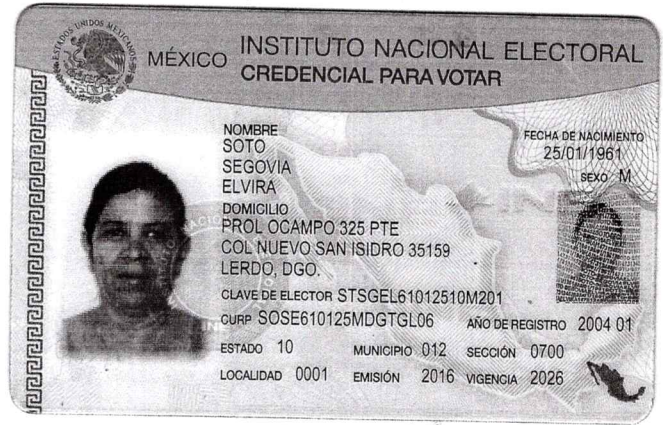 ESTADOS UNIDOS MEXICANOS
MÉXICO INSTITUTO NACIONAL ELECTORAL
CREDENCIAL PARA VOTAR
NOMBRE
SOTO
SEGOVIA
ELVIRA
FECHA DE NACIMIENTO
25/01/1961
SEXO M
DOMICILIO
PROL OCAMPO 325 PTE
COL NUEVO SAN ISIDRO 35159
LERDO, DGO.
CLAVE DE ELECTOR STSGEL61012510M201
CURP SOSE610125MDGTGL06 AÑO DE REGISTRO 2004 01
ESTADO 10 MUNICIPIO 012 SECCIÓN 0700
LOCALIDAD 0001 EMISIÓN 2016 VIGENCIA 2026